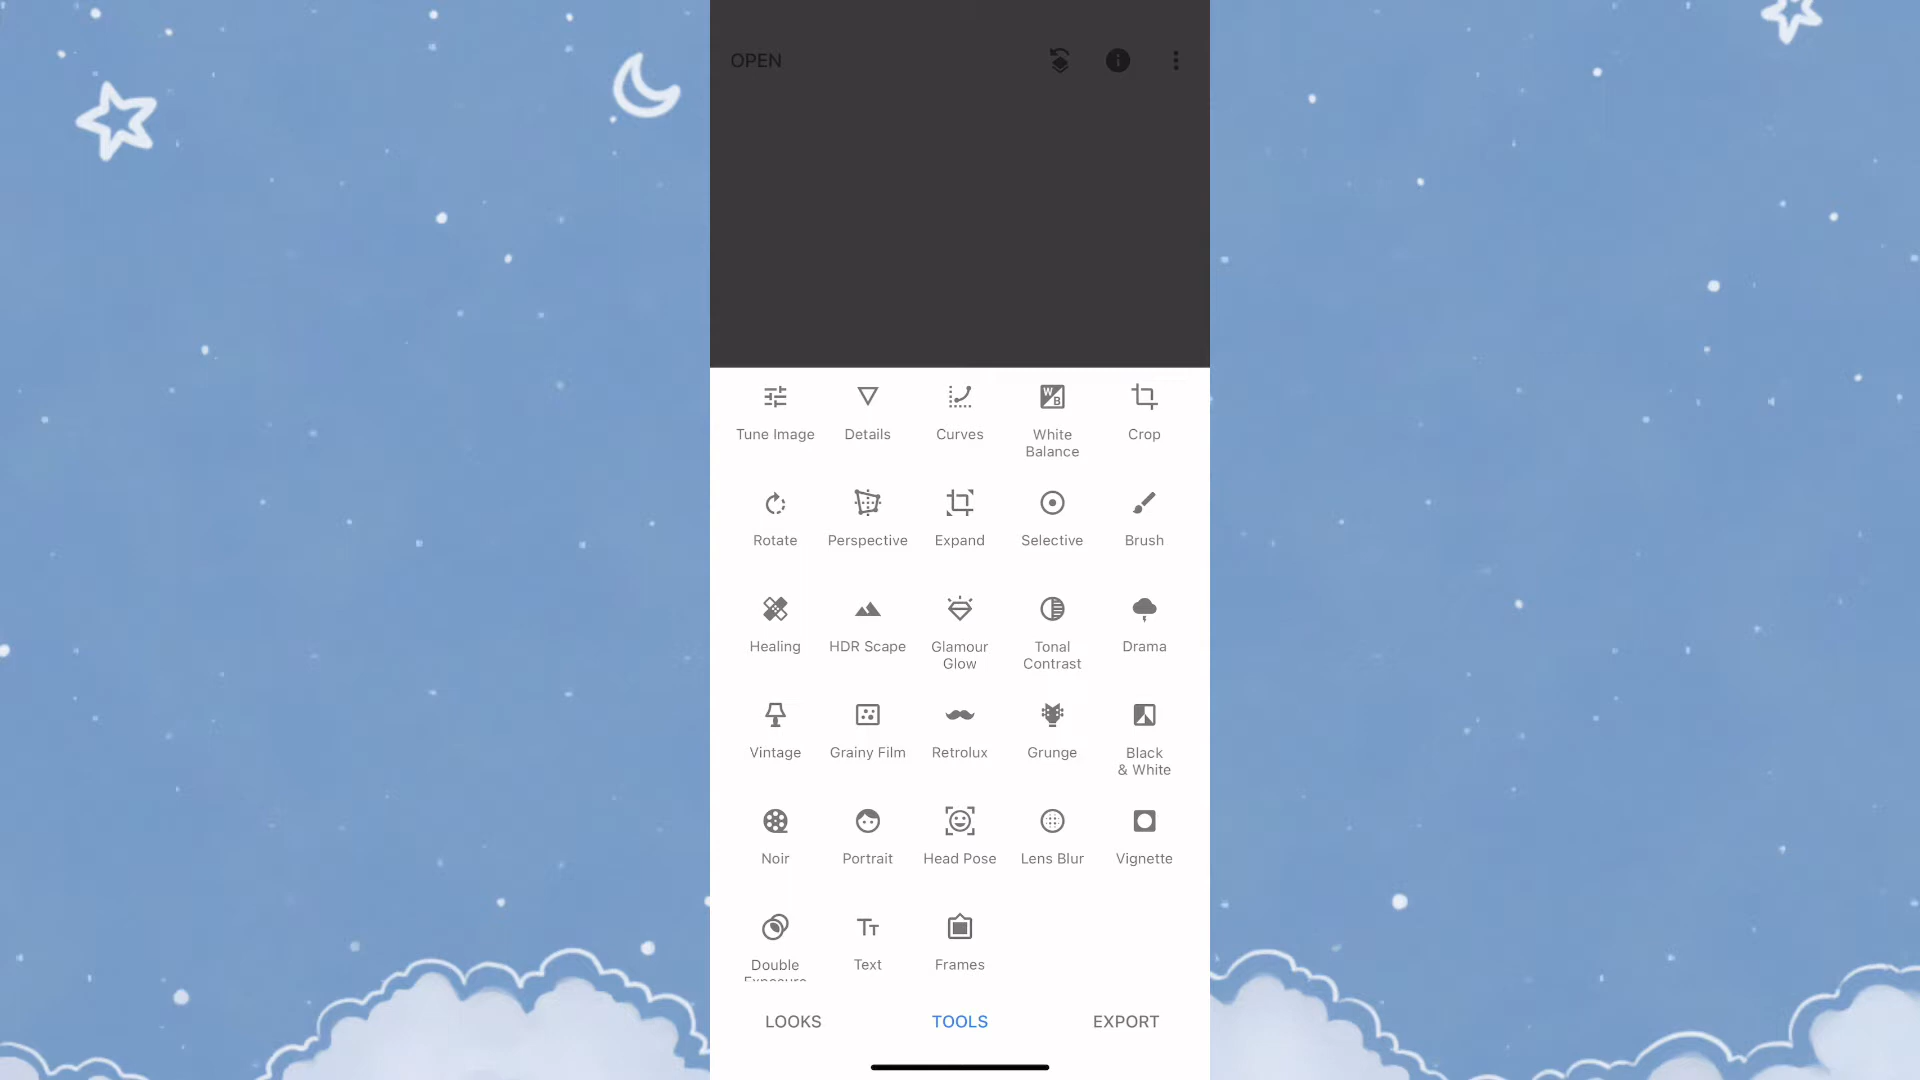 OPEN
Tune Image Details Curves White Balance Crop
Rotate Perspective Expand Selective Brush
Healing HDR Scape Glamour Glow Tonal Contrast Drama
Vintage Grainy Film Retrolux Grunge Black & White
Noir Portrait Head Pose Lens Blur Vignette
Double Exposure Text Frames
LOOKS TOOLS EXPORT